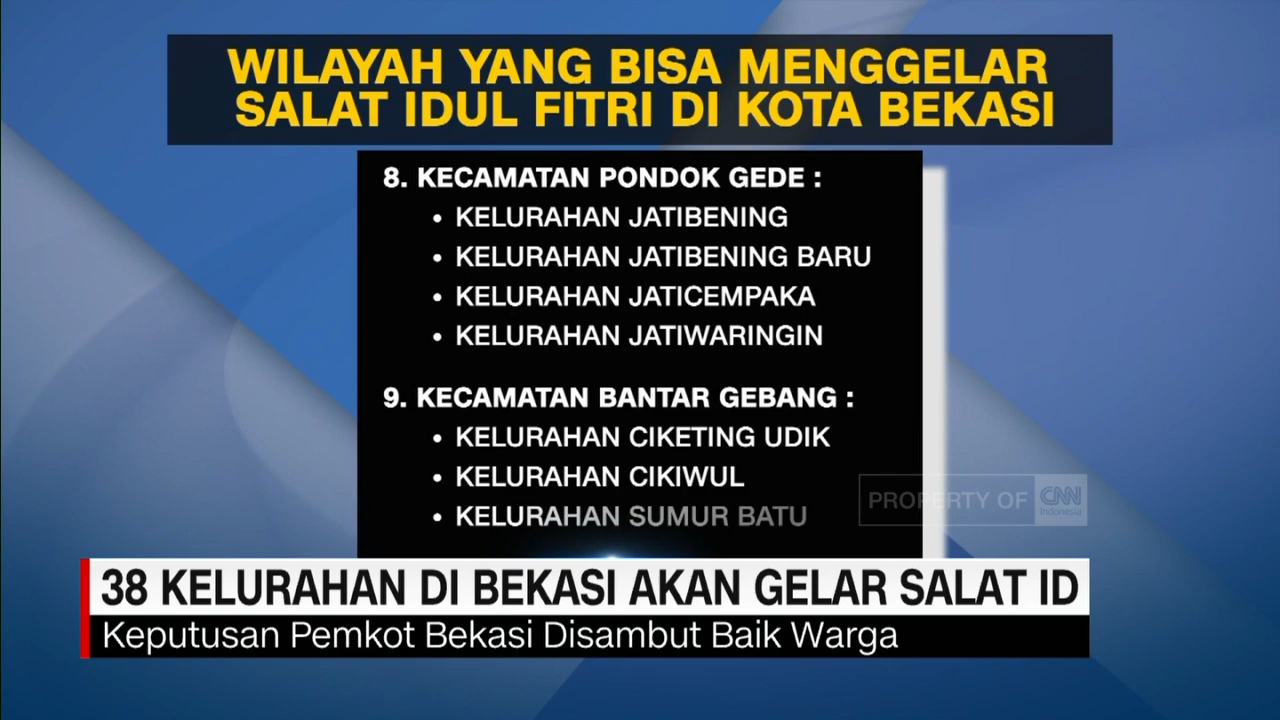 WILAYAH YANG BISA MENGGELAR
SALAT IDUL FITRI DI KOTA BEKASI
8. KECAMATAN PONDOK GEDE :
• KELURAHAN JATIBENING
• KELURAHAN JATIBENING BARU
• KELURAHAN JATICEMPAKA
• KELURAHAN JATIWARINGIN
9. KECAMATAN BANTAR GEBANG :
• KELURAHAN CIKETING UDIK
• KELURAHAN CIKIWUL
• KELURAHAN SUMUR BATU
PROPERTY OF CNN Indonesia
38 KELURAHAN DI BEKASI AKAN GELAR SALAT ID
Keputusan Pemkot Bekasi Disambut Baik Warga